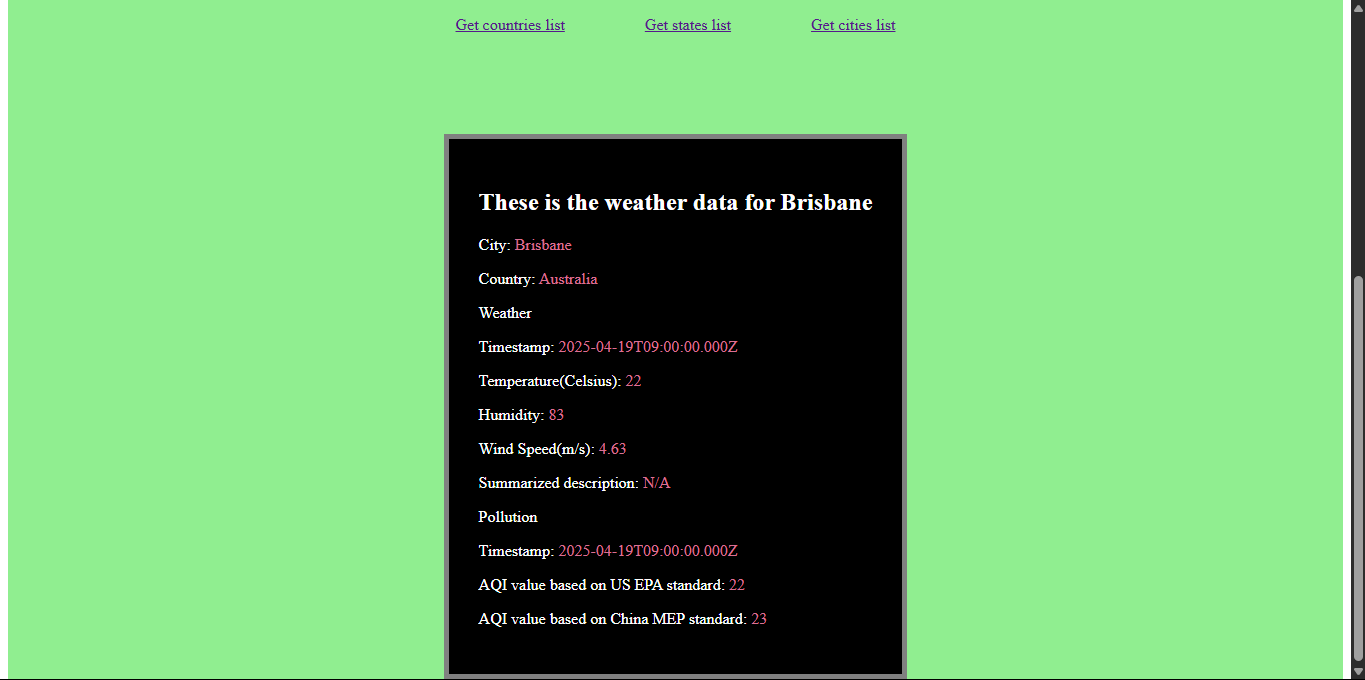 Get countries list Get states list Get cities list
These is the weather data for Brisbane
City: Brisbane
Country: Australia
Weather
Timestamp: 2025-04-19T09:00:00.000Z
Temperature(Celsius): 22
Humidity: 83
Wind Speed(m/s): 4.63
Summarized description: N/A
Pollution
Timestamp: 2025-04-19T09:00:00.000Z
AQI value based on US EPA standard: 22
AQI value based on China MEP standard: 23